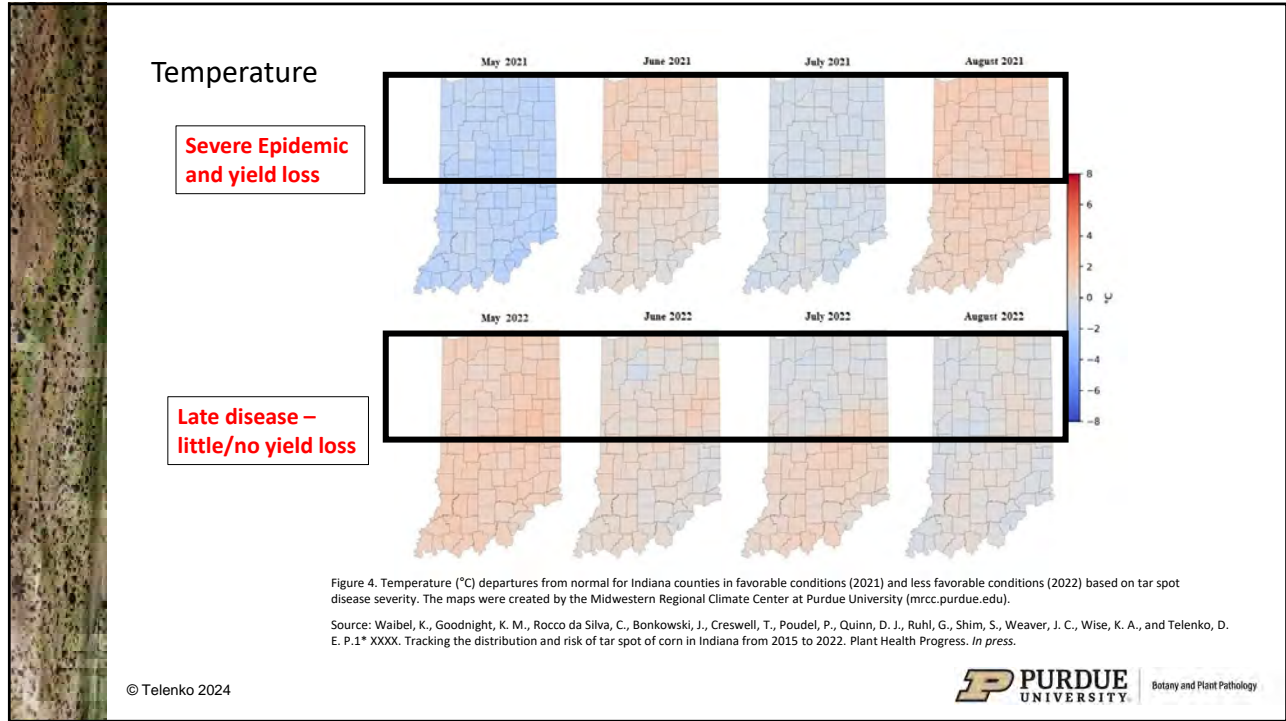 Temperature
May 2021
June 2021
July 2021
August 2021
Severe Epidemic
and yield loss
8
6
4
2
0
−2
−4
−6
−8
°C
May 2022
June 2022
July 2022
August 2022
Late disease –
little/no yield loss
Figure 4. Temperature (°C) departures from normal for Indiana counties in favorable conditions (2021) and less favorable conditions (2022) based on tar spot
disease severity. The maps were created by the Midwestern Regional Climate Center at Purdue University (mrcc.purdue.edu).
Source: Waibel, K., Goodnight, K. M., Rocco da Silva, C., Bonkowski, J., Creswell, T., Poudel, P., Quinn, D. J., Ruhl, G., Shim, S., Weaver, J. C., Wise, K. A., and Telenko, D.
E. P.1* XXXX. Tracking the distribution and risk of tar spot of corn in Indiana from 2015 to 2022. Plant Health Progress. In press.
© Telenko 2024
PURDUE
UNIVERSITY
Botany and Plant Pathology